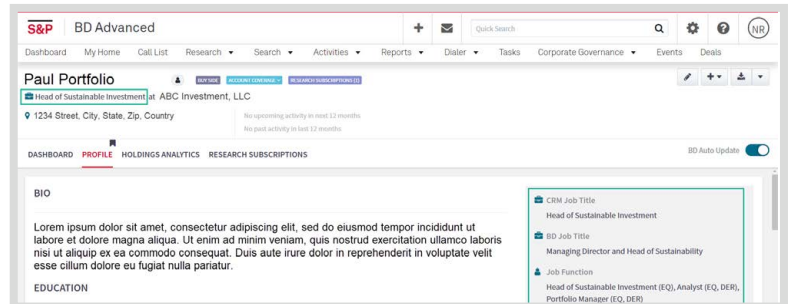 S&P BD Advanced Quick Search NR
Dashboard My Home Call List Research Search Activities Reports Dialer Tasks Corporate Governance Events Deals
Paul Portfolio BUY SIDE ACCOUNT COVERAGE RESEARCH SUBSCRIPTIONS (1)
Head of Sustainable Investment at ABC Investment, LLC
1234 Street, City, State, Zip, Country No upcoming activity in next 12 months
No past activity in last 12 months
DASHBOARD PROFILE HOLDINGS ANALYTICS RESEARCH SUBSCRIPTIONS BD Auto Update
BIO
Lorem ipsum dolor sit amet, consectetur adipiscing elit, sed do eiusmod tempor incididunt ut
labore et dolore magna aliqua. Ut enim ad minim veniam, quis nostrud exercitation ullamco laboris
nisi ut aliquip ex ea commodo consequat. Duis aute irure dolor in reprehenderit in voluptate velit
esse cillum dolore eu fugiat nulla pariatur.
EDUCATION
CRM Job Title
Head of Sustainable Investment
BD Job Title
Managing Director and Head of Sustainability
Job Function
Head of Sustainable Investment (EQ), Analyst (EQ, DER),
Portfolio Manager (EQ, DER)